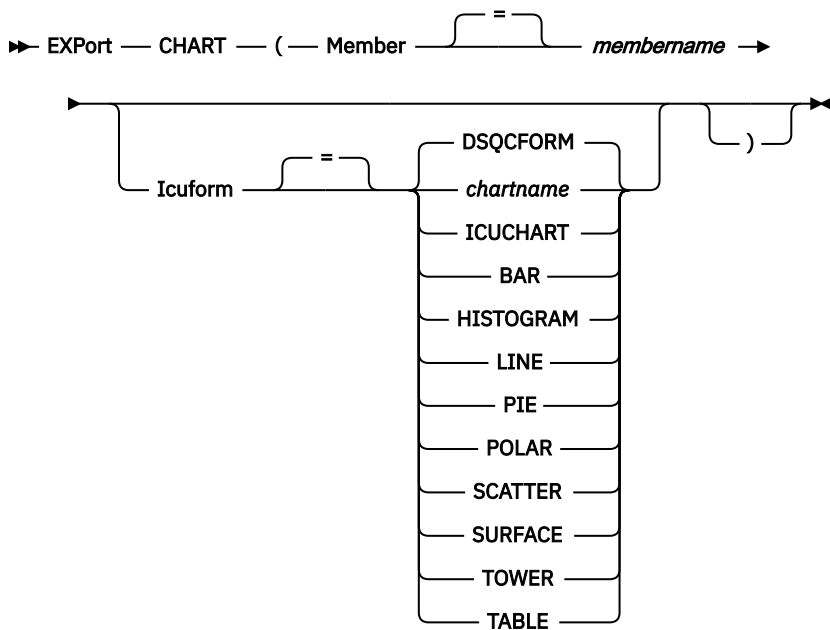 =
EXPort CHART ( Member membername
)
= DSQCFORM
Icuform chartname
ICUCHART
BAR
HISTOGRAM
LINE
PIE
POLAR
SCATTER
SURFACE
TOWER
TABLE